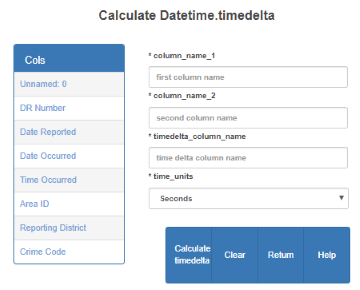 Calculate Datetime.timedelta
Cols
Unnamed: 0
DR Number
Date Reported
Date Occurred
Time Occurred
Area ID
Reporting District
Crime Code
* column_name_1
first column name
* column_name_2
second column name
* timedelta_column_name
time delta column name
* time_units
Seconds
Calculate
timedelta
Clear
Return
Help